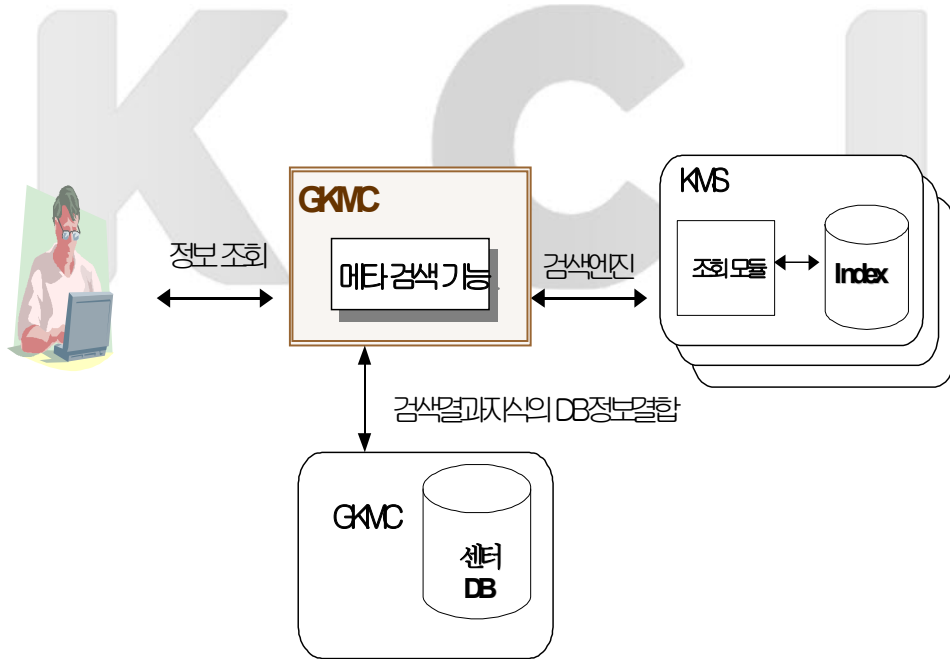 KCI
GKMC
메타 검색 기능
정보 조회
검색엔진
KMS
조회 모듈
Index
검색결과지식의 DB정보결합
GKMC
센터
DB